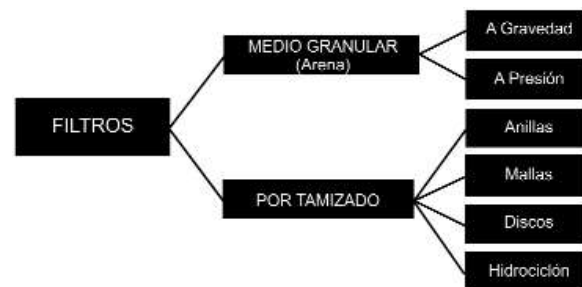 FILTROS
MEDIO GRANULAR
(Arena)
A Gravedad
A Presión
POR TAMIZADO
Anillas
Mallas
Discos
Hidrociclón